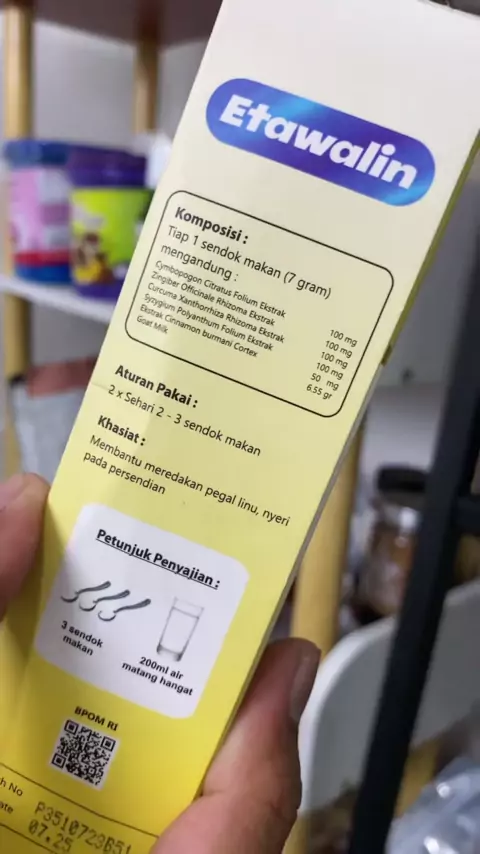 Etawalin
Komposisi :
Tiap 1 sendok makan (7 gram)
mengandung :
Cymbopogon Citratus Folium Ekstrak
Zingiber Officinale Rhizoma Ekstrak
Curcuma Xanthorrhiza Rhizoma Ekstrak
Syzygium Polyanthum Folium Ekstrak
Ekstrak Cinnamon burmani Cortex
Goat Milk
100 mg
100 mg
100 mg
100 mg
50 mg
6.55 gr
Aturan Pakai :
2 x Sehari 2 - 3 sendok makan
Khasiat :
Membantu meredakan pegal linu, nyeri
pada persendian
Petunjuk Penyajian :
3 sendok
makan
200ml air
matang hangat
BPOM RI
No
P3510723B51
07.25